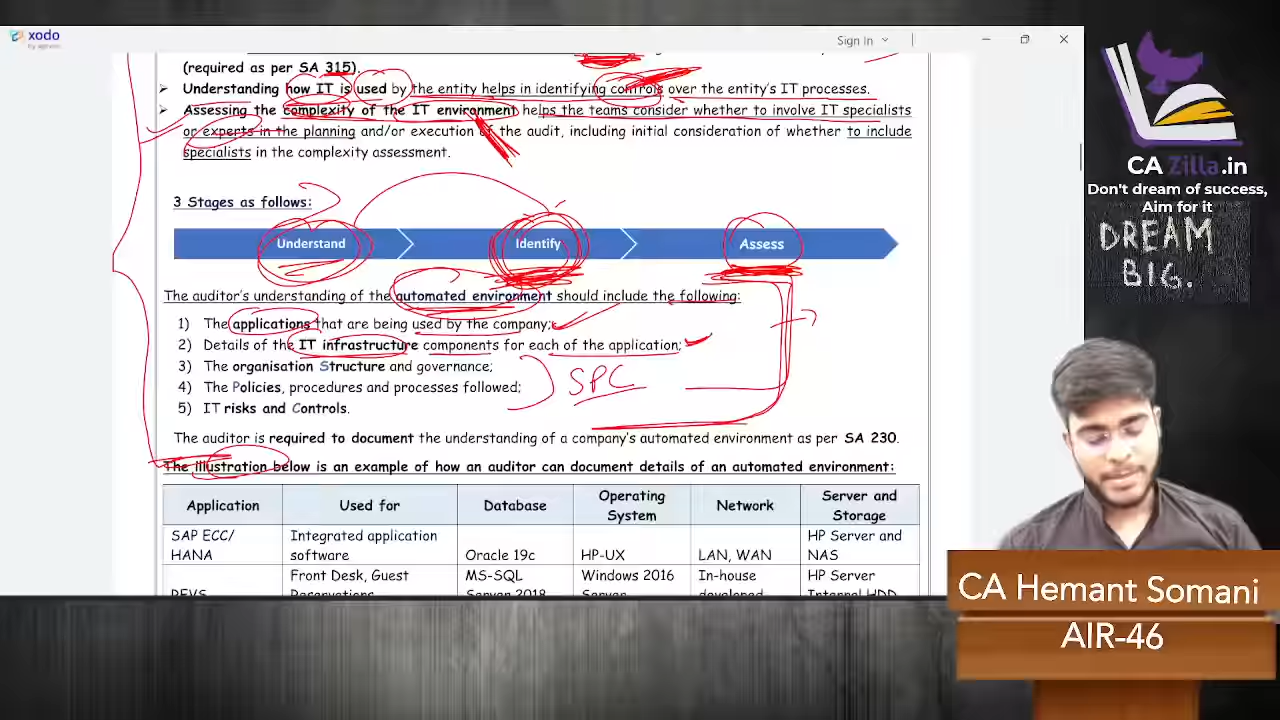 xodo
Sign In
(required as per SA 315).
➢ Understanding how IT is used by the entity helps in identifying controls over the entity's IT processes.
➢ Assessing the complexity of the IT environment helps the teams consider whether to involve IT specialists
or experts in the planning and/or execution of the audit, including initial consideration of whether to include
specialists in the complexity assessment.
3 Stages as follows:
Understand
Identify
Assess
The auditor's understanding of the automated environment should include the following:
1) The applications that are being used by the company;
2) Details of the IT infrastructure components for each of the application;
3) The organisation Structure and governance;
4) The Policies, procedures and processes followed;
5) IT risks and Controls.
SPC
The auditor is required to document the understanding of a company's automated environment as per SA 230.
The illustration below is an example of how an auditor can document details of an automated environment:
Application Used for Database Operating System Network Server and Storage
SAP ECC/ HANA Integrated application software Oracle 19c HP-UX LAN, WAN HP Server and NAS
Front Desk, Guest MS-SQL Windows 2016 In-house HP Server
CA Zilla.in
Don't dream of success,
Aim for it
DREAM
BIG.
CA Hemant Somani
AIR-46